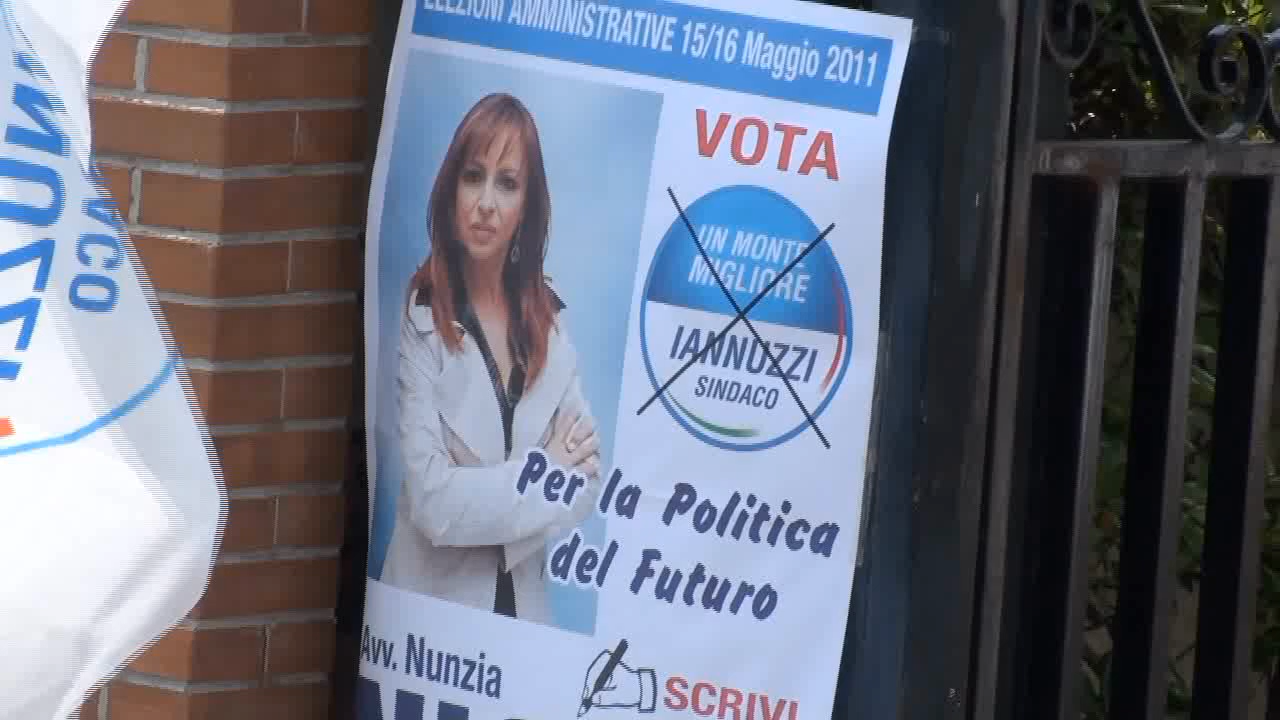 ELEZIONI AMMINISTRATIVE 15/16 Maggio 2011
VOTA
UN MONTE
MIGLIORE
IANNUZZI
SINDACO
Per la Politica
del Futuro
Avv. Nunzia
SCRIVI